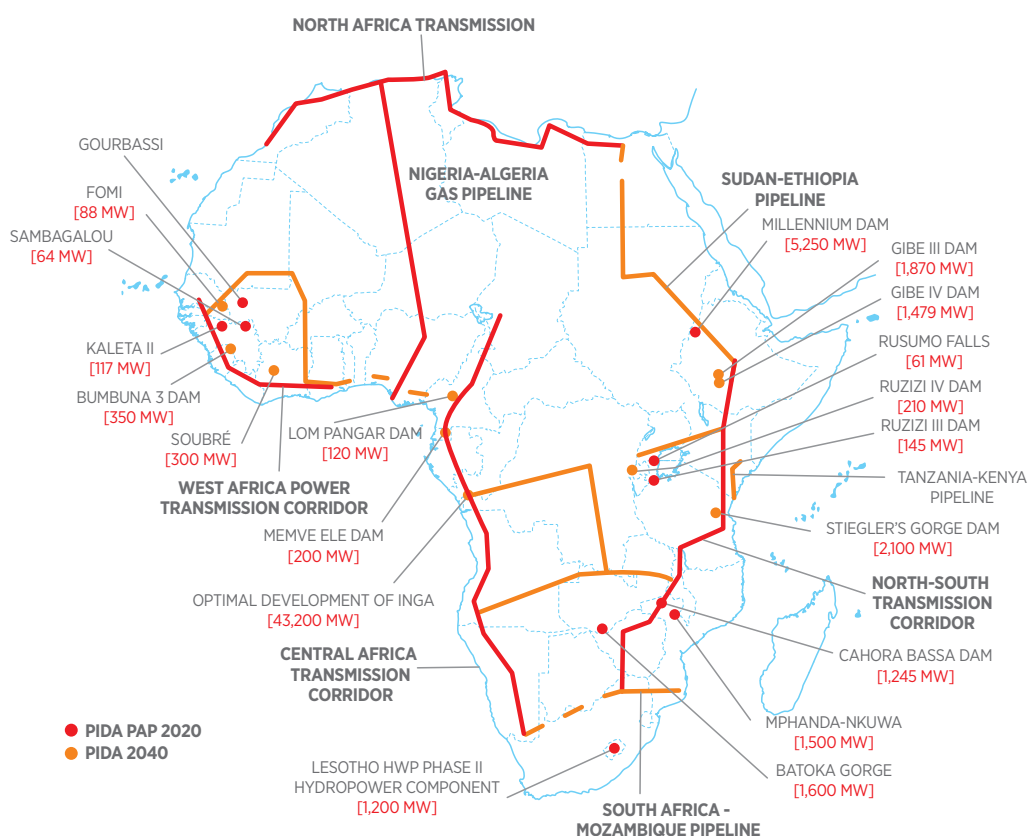 NORTH AFRICA TRANSMISSION
GOURBASSI
FOMI
[88 MW]
SAMBAGALOU
[64 MW]
KALETA II
[117 MW]
BUMBUNA 3 DAM
[350 MW]
SOUBRÉ
[300 MW]
WEST AFRICA POWER
TRANSMISSION CORRIDOR
LOM PANGAR DAM
[120 MW]
MEMVE ELE DAM
[200 MW]
OPTIMAL DEVELOPMENT OF INGA
[43,200 MW]
CENTRAL AFRICA
TRANSMISSION
CORRIDOR
NIGERIA-ALGERIA
GAS PIPELINE
SUDAN-ETHIOPIA
PIPELINE
MILLENNIUM DAM
[5,250 MW]
GIBE III DAM
[1,870 MW]
GIBE IV DAM
[1,479 MW]
RUSUMO FALLS
[61 MW]
RUZIZI IV DAM
[210 MW]
RUZIZI III DAM
[145 MW]
TANZANIA-KENYA
PIPELINE
STIEGLER'S GORGE DAM
[2,100 MW]
NORTH-SOUTH
TRANSMISSION
CORRIDOR
CAHORA BASSA DAM
[1,245 MW]
MPHANDA-NKUWA
[1,500 MW]
BATOKA GORGE
[1,600 MW]
SOUTH AFRICA -
MOZAMBIQUE PIPELINE
LESOTHO HWP PHASE II
HYDROPOWER COMPONENT
[1,200 MW]
PIDA PAP 2020
PIDA 2040